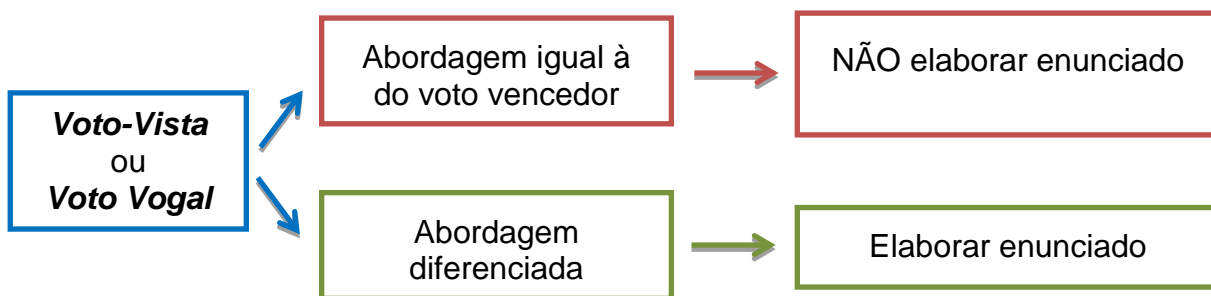 Voto-Vista
ou
Voto Vogal
Abordagem igual à
do voto vencedor
NÃO elaborar enunciado
Abordagem
diferenciada
Elaborar enunciado